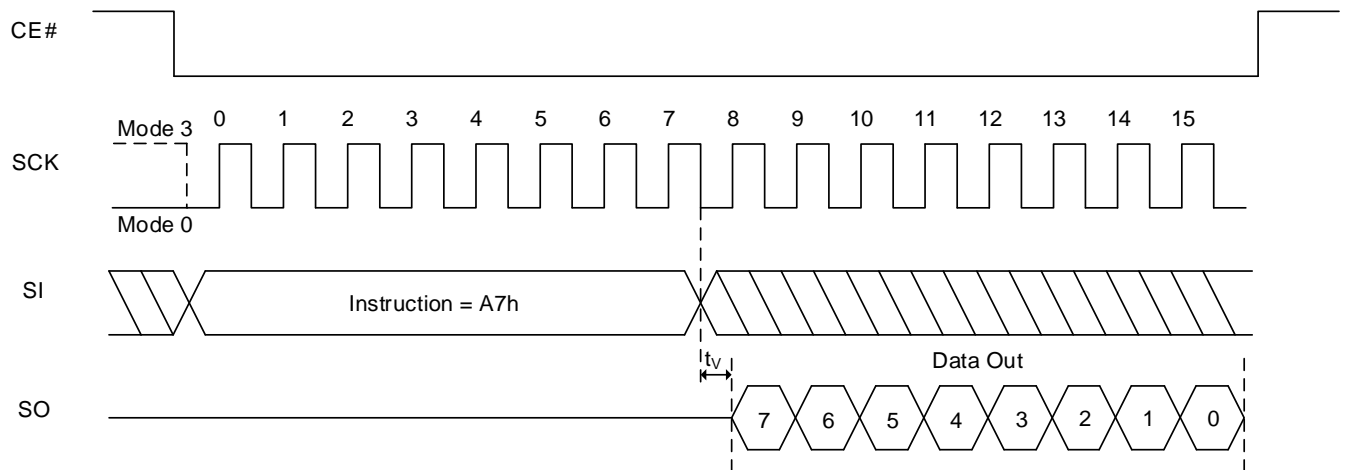 CE#
Mode 3
0 1 2 3 4 5 6 7 8 9 10 11 12 13 14 15
SCK
Mode 0
SI
Instruction = A7h
tV
Data Out
SO
7 6 5 4 3 2 1 0